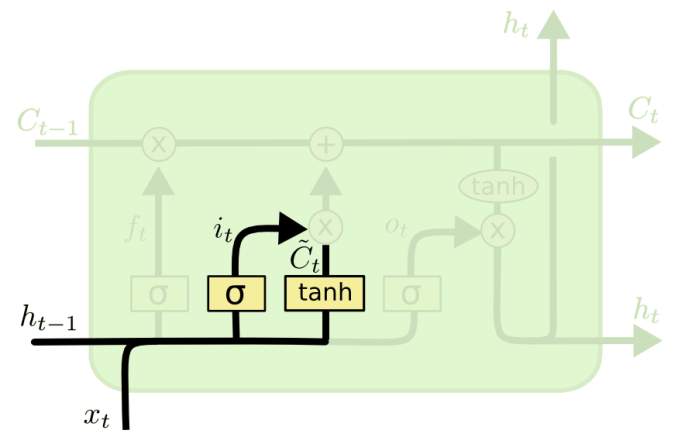 h_t
C_{t-1}
C_t
x
+
tanh
f_t
i_t
x
o_t
x
C̃_t
σ
σ
tanh
σ
h_{t-1}
h_t
x_t